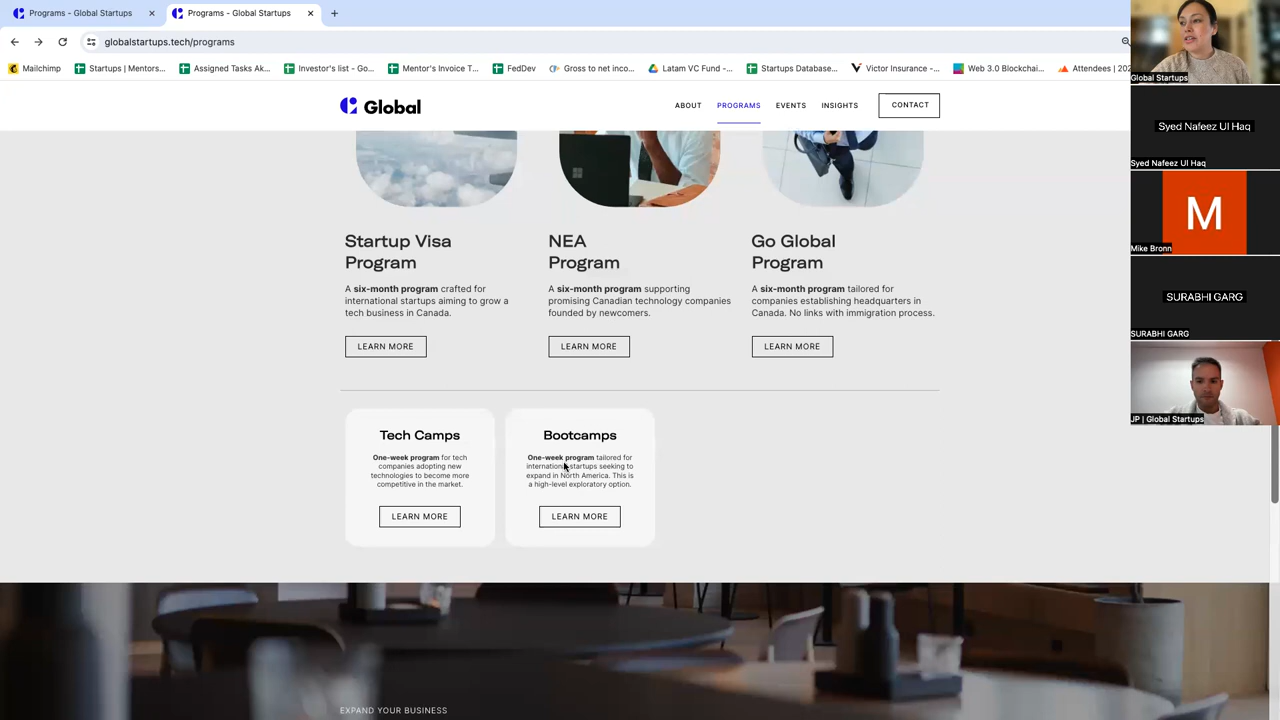 Programs - Global Startups
Programs - Global Startups
globalstartups.tech/programs
Mailchimp
Startups | Mentors...
Assigned Tasks Ak...
Investor's list - Go...
Mentor's Invoice T...
FedDev
Gross to net inco...
Latam VC Fund -...
Startups Database...
Victor Insurance -...
Web 3.0 Blockchai...
Attendees | 202
Global
ABOUT
PROGRAMS
EVENTS
INSIGHTS
CONTACT
Startup Visa
Program
A six-month program crafted for
international startups aiming to grow a
tech business in Canada.
LEARN MORE
NEA
Program
A six-month program supporting
promising Canadian technology companies
founded by newcomers.
LEARN MORE
Go Global
Program
A six-month program tailored for
companies establishing headquarters in
Canada. No links with immigration process.
LEARN MORE
Tech Camps
One-week program for tech
companies adopting new
technologies to become more
competitive in the market.
LEARN MORE
Bootcamps
One-week program tailored for
international startups seeking to
expand in North America. This is
a high-level exploratory option.
LEARN MORE
EXPAND YOUR BUSINESS
Global Startups
Syed Nafeez Ul Haq
Syed Nafeez Ul Haq
M
Mike Bronn
SURABHI GARG
SURABHI GARG
JP | Global Startups